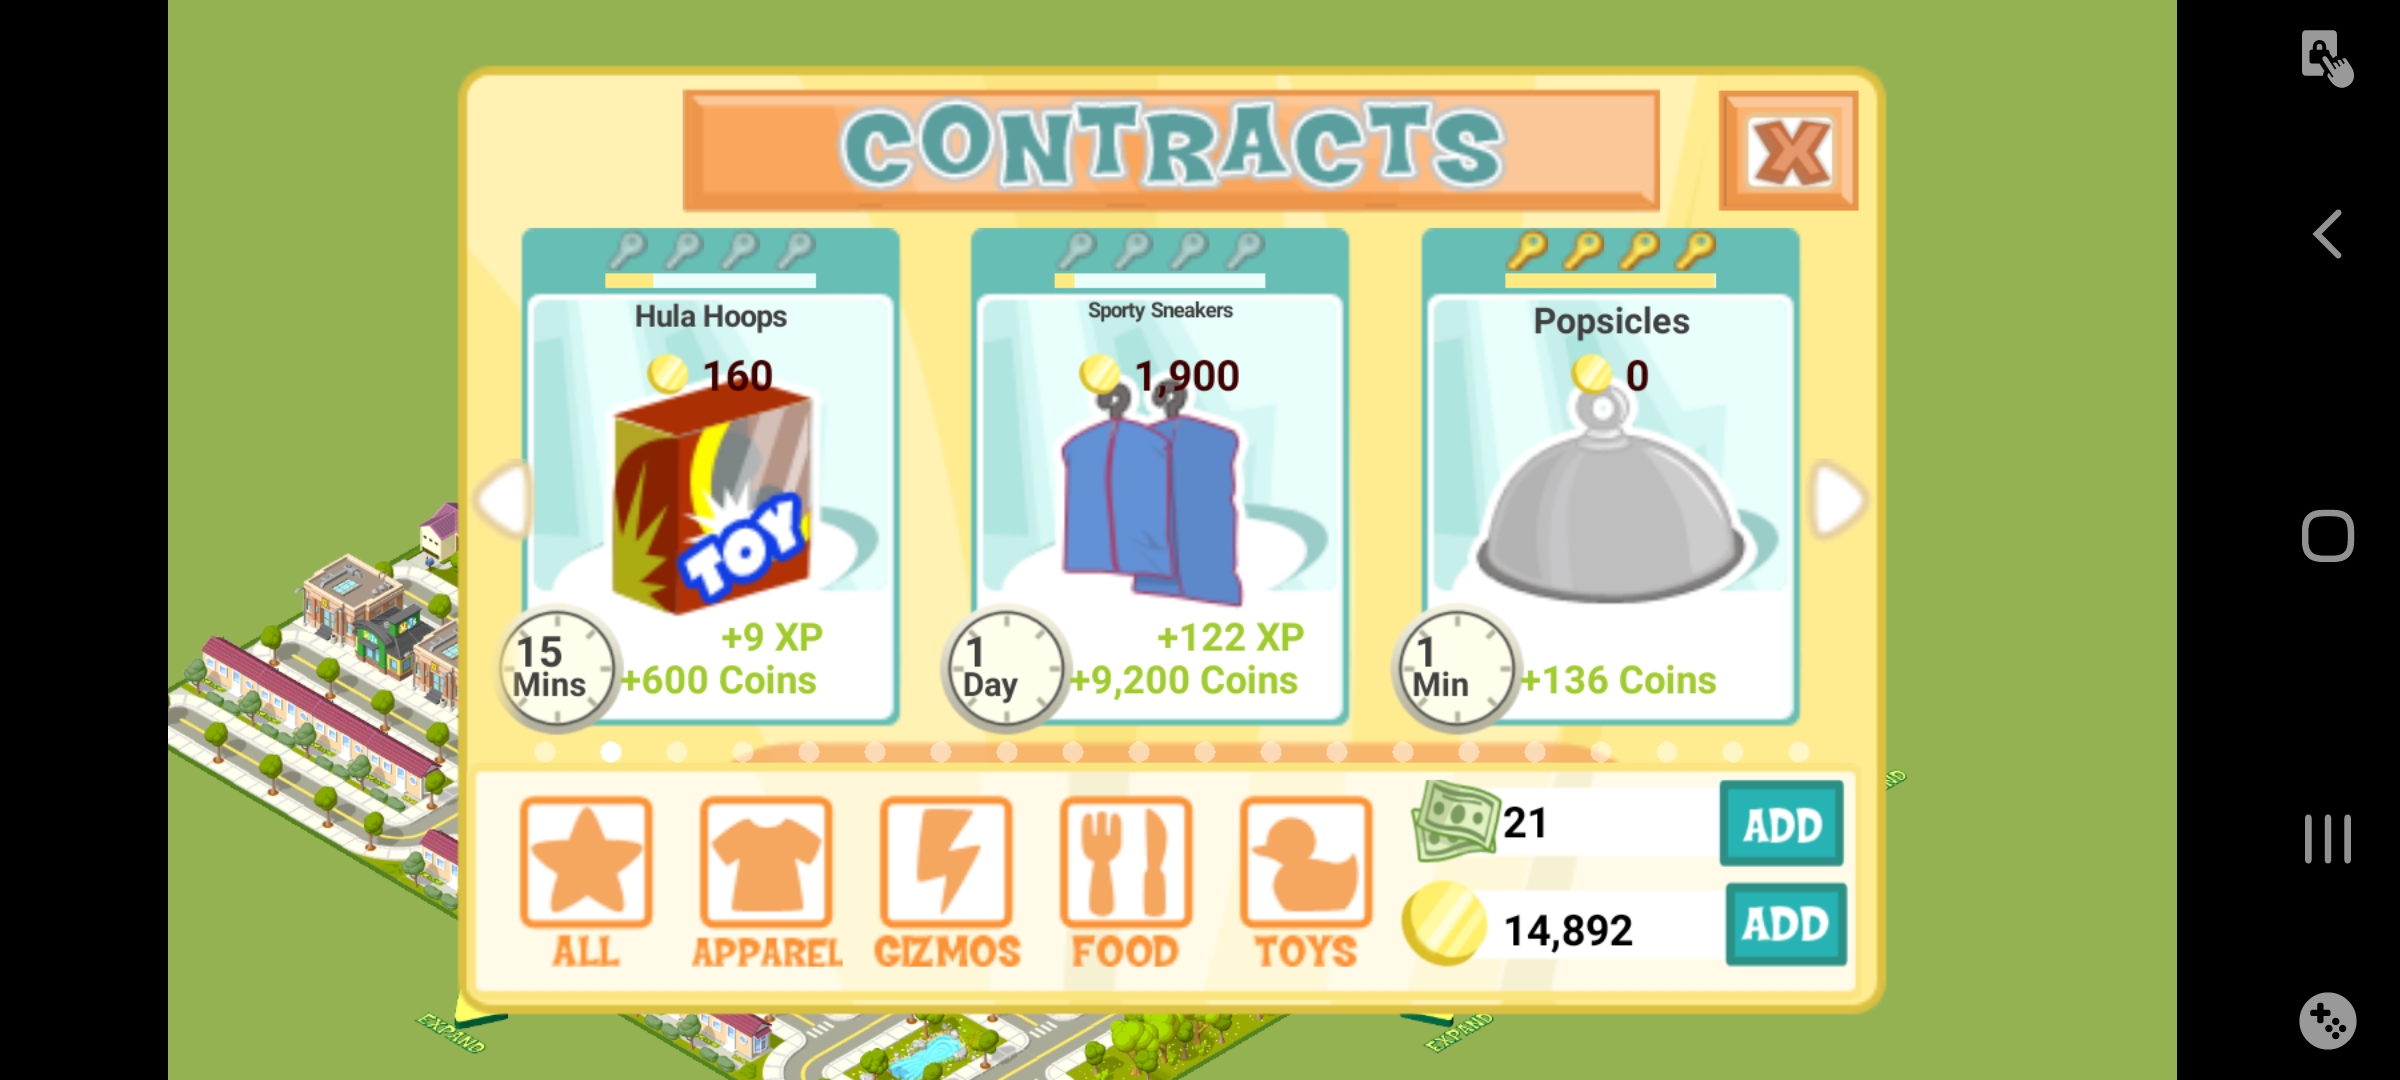 CONTRACTS
X
Hula Hoops
160
TOY
15
Mins
+9 XP
+600 Coins
Sporty Sneakers
1,900
1
Day
+122 XP
+9,200 Coins
Popsicles
0
1
Min
+136 Coins
ALL
APPAREL
GIZMOS
FOOD
TOYS
21
ADD
14,892
ADD
ND
EXPAND
EXPAND